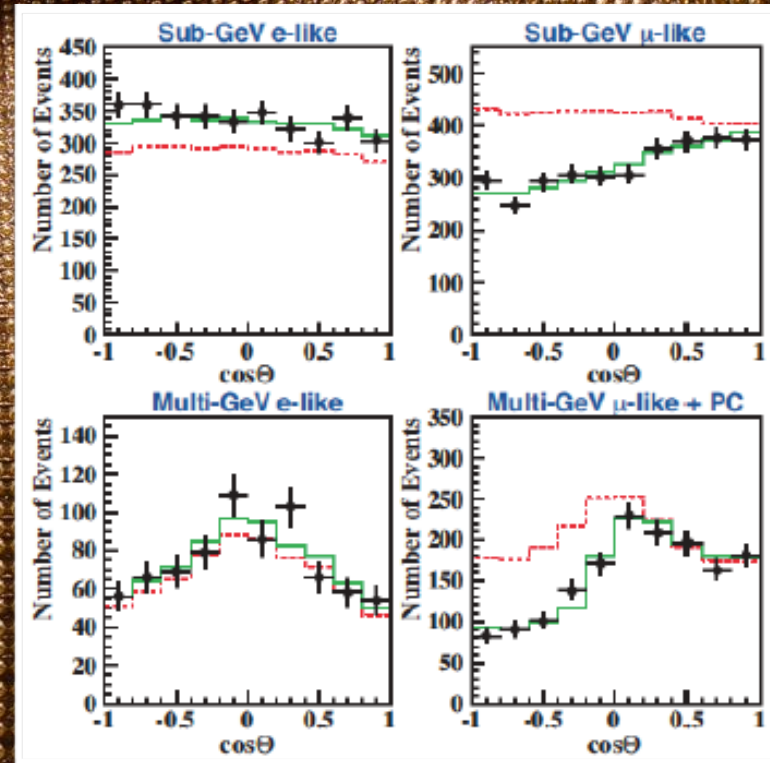 Sub-GeV e-like
Number of Events
450
400
350
300
250
200
150
100
50
0
-1 -0.5 0 0.5 1
cosΘ
Sub-GeV μ-like
Number of Events
500
400
300
200
100
0
-1 -0.5 0 0.5 1
cosΘ
Multi-GeV e-like
Number of Events
140
120
100
80
60
40
20
0
-1 -0.5 0 0.5 1
cosΘ
Multi-GeV μ-like + PC
Number of Events
350
300
250
200
150
100
50
0
-1 -0.5 0 0.5 1
cosΘ